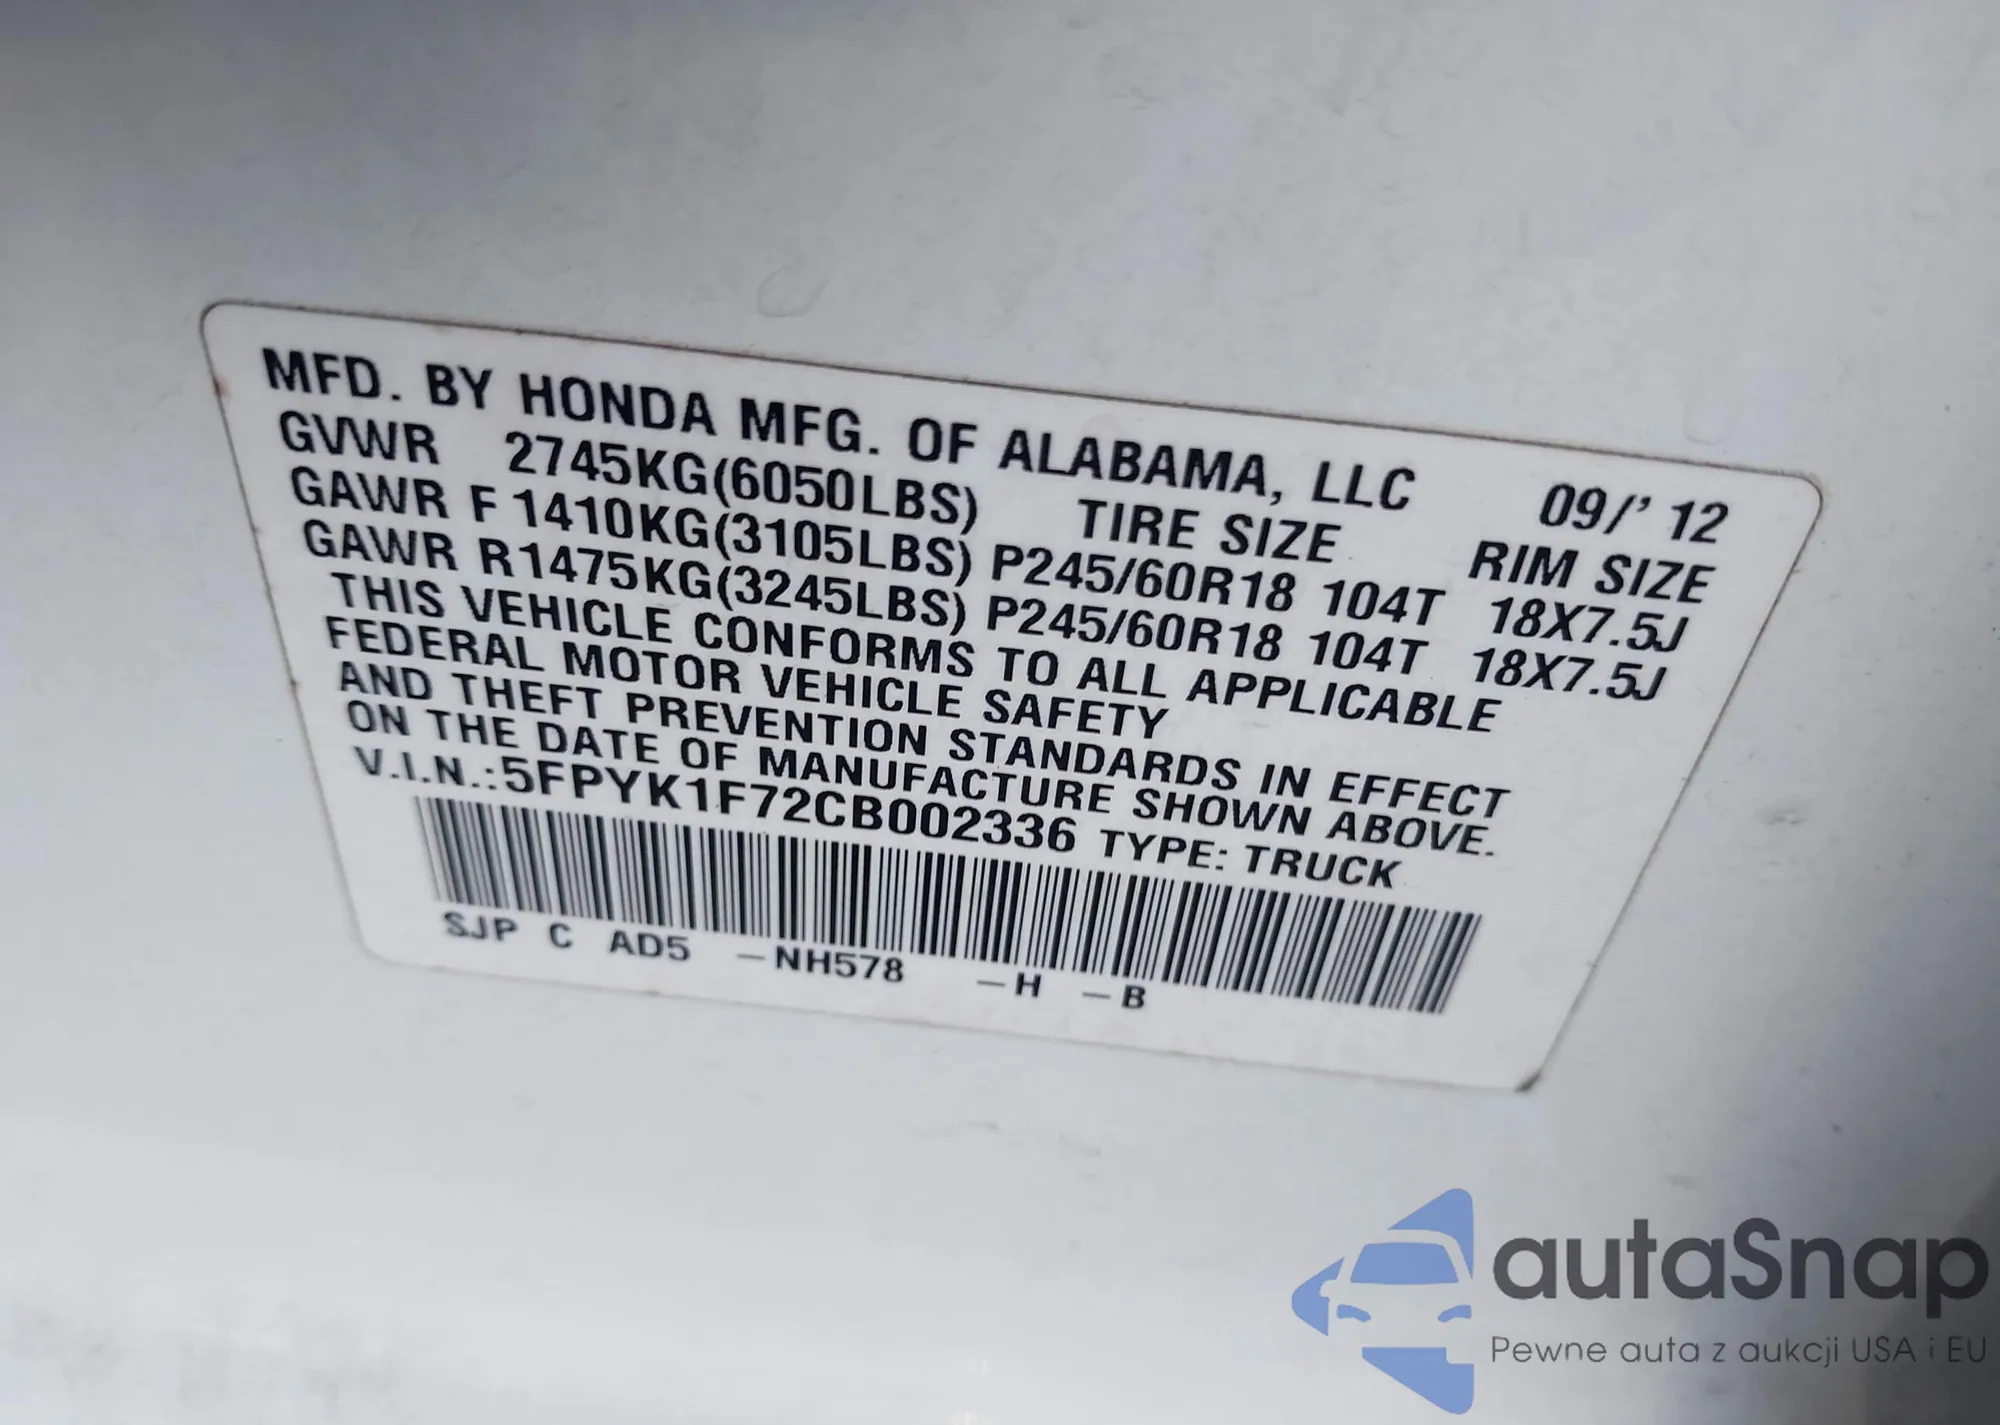 MFD. BY HONDA MFG. OF ALABAMA, LLC 09/' 12
GVWR 2745KG(6050LBS) TIRE SIZE RIM SIZE
GAWR F 1410KG(3105LBS) P245/60R18 104T 18X7.5J
GAWR R1475KG(3245LBS) P245/60R18 104T 18X7.5J
THIS VEHICLE CONFORMS TO ALL APPLICABLE
FEDERAL MOTOR VEHICLE SAFETY
AND THEFT PREVENTION STANDARDS IN EFFECT
ON THE DATE OF MANUFACTURE SHOWN ABOVE.
V.I.N.:5FPYK1F72CB002336 TYPE: TRUCK
SJP C AD5 -NH578 -H -B
autaSnap
Pewne auta z aukcji USA i EU